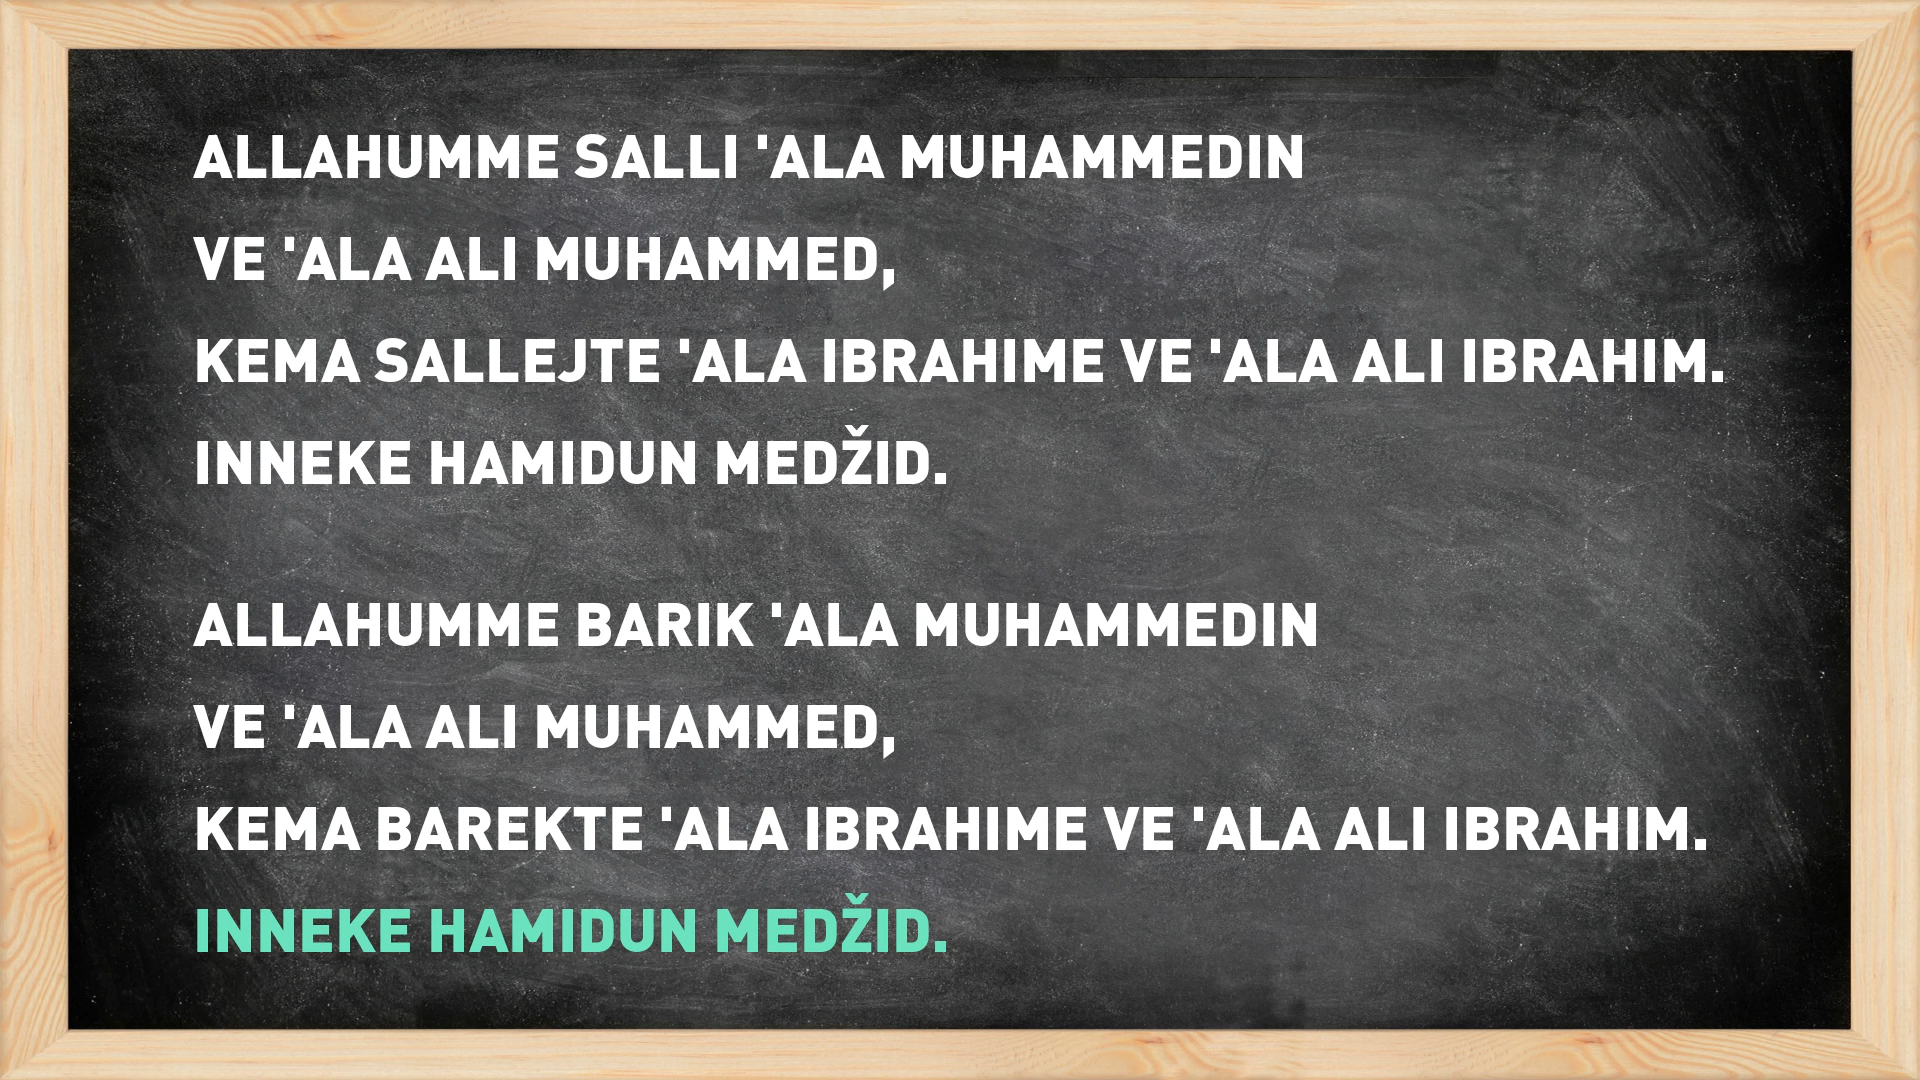 ALLAHUMME SALLI 'ALA MUHAMMEDIN
VE 'ALA ALI MUHAMMED,
KEMA SALLEJTE 'ALA IBRAHIME VE 'ALA ALI IBRAHIM.
INNEKE HAMIDUN MEDŽID.
ALLAHUMME BARIK 'ALA MUHAMMEDIN
VE 'ALA ALI MUHAMMED,
KEMA BAREKTE 'ALA IBRAHIME VE 'ALA ALI IBRAHIM.
INNEKE HAMIDUN MEDŽID.